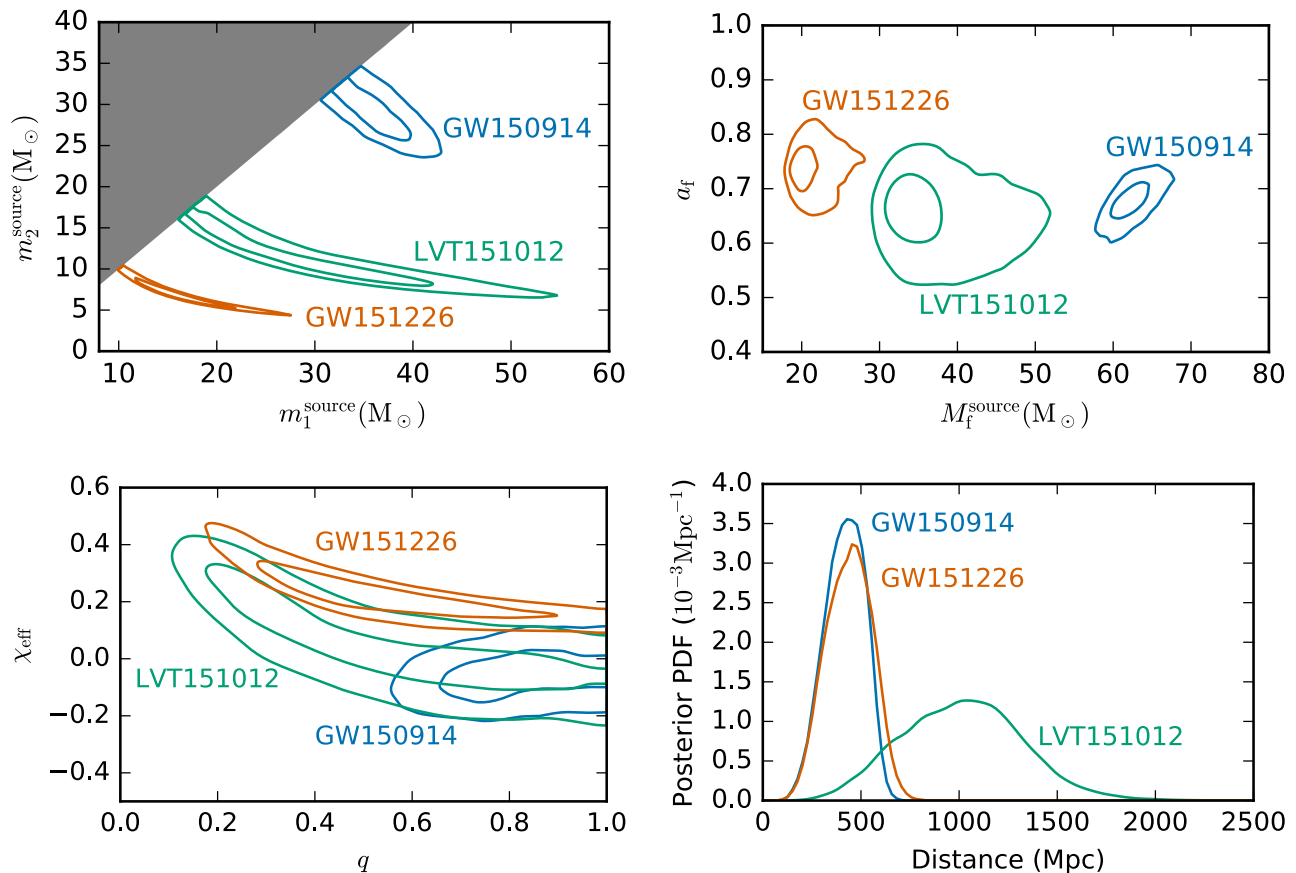 40
35
30
25
20
15
10
5
0
m₂^source (M⊙)
GW150914
LVT151012
GW151226
10 20 30 40 50 60
m₁^source (M⊙)
1.0
0.9
0.8
0.7
0.6
0.5
0.4
a_f
GW151226
GW150914
LVT151012
20 30 40 50 60 70 80
M_f^source (M⊙)
0.6
0.4
0.2
0.0
−0.2
−0.4
χ_eff
GW151226
LVT151012
GW150914
0.0 0.2 0.4 0.6 0.8 1.0
q
4.0
3.5
3.0
2.5
2.0
1.5
1.0
0.5
0.0
Posterior PDF (10⁻³Mpc⁻¹)
GW150914
GW151226
LVT151012
0 500 1000 1500 2000 2500
Distance (Mpc)